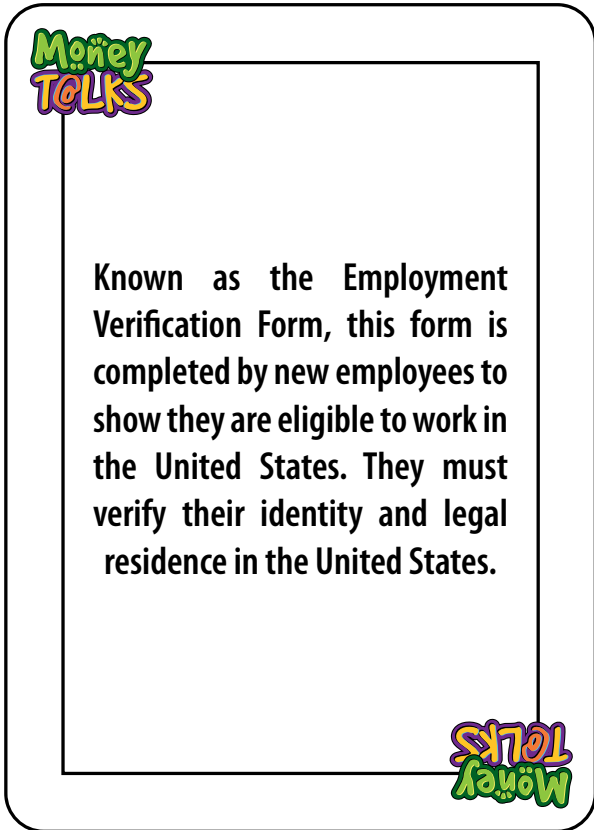 Money
T@LKS
Known as the Employment
Verification Form, this form is
completed by new employees to
show they are eligible to work in
the United States. They must
verify their identity and legal
residence in the United States.
Money
T@LKS